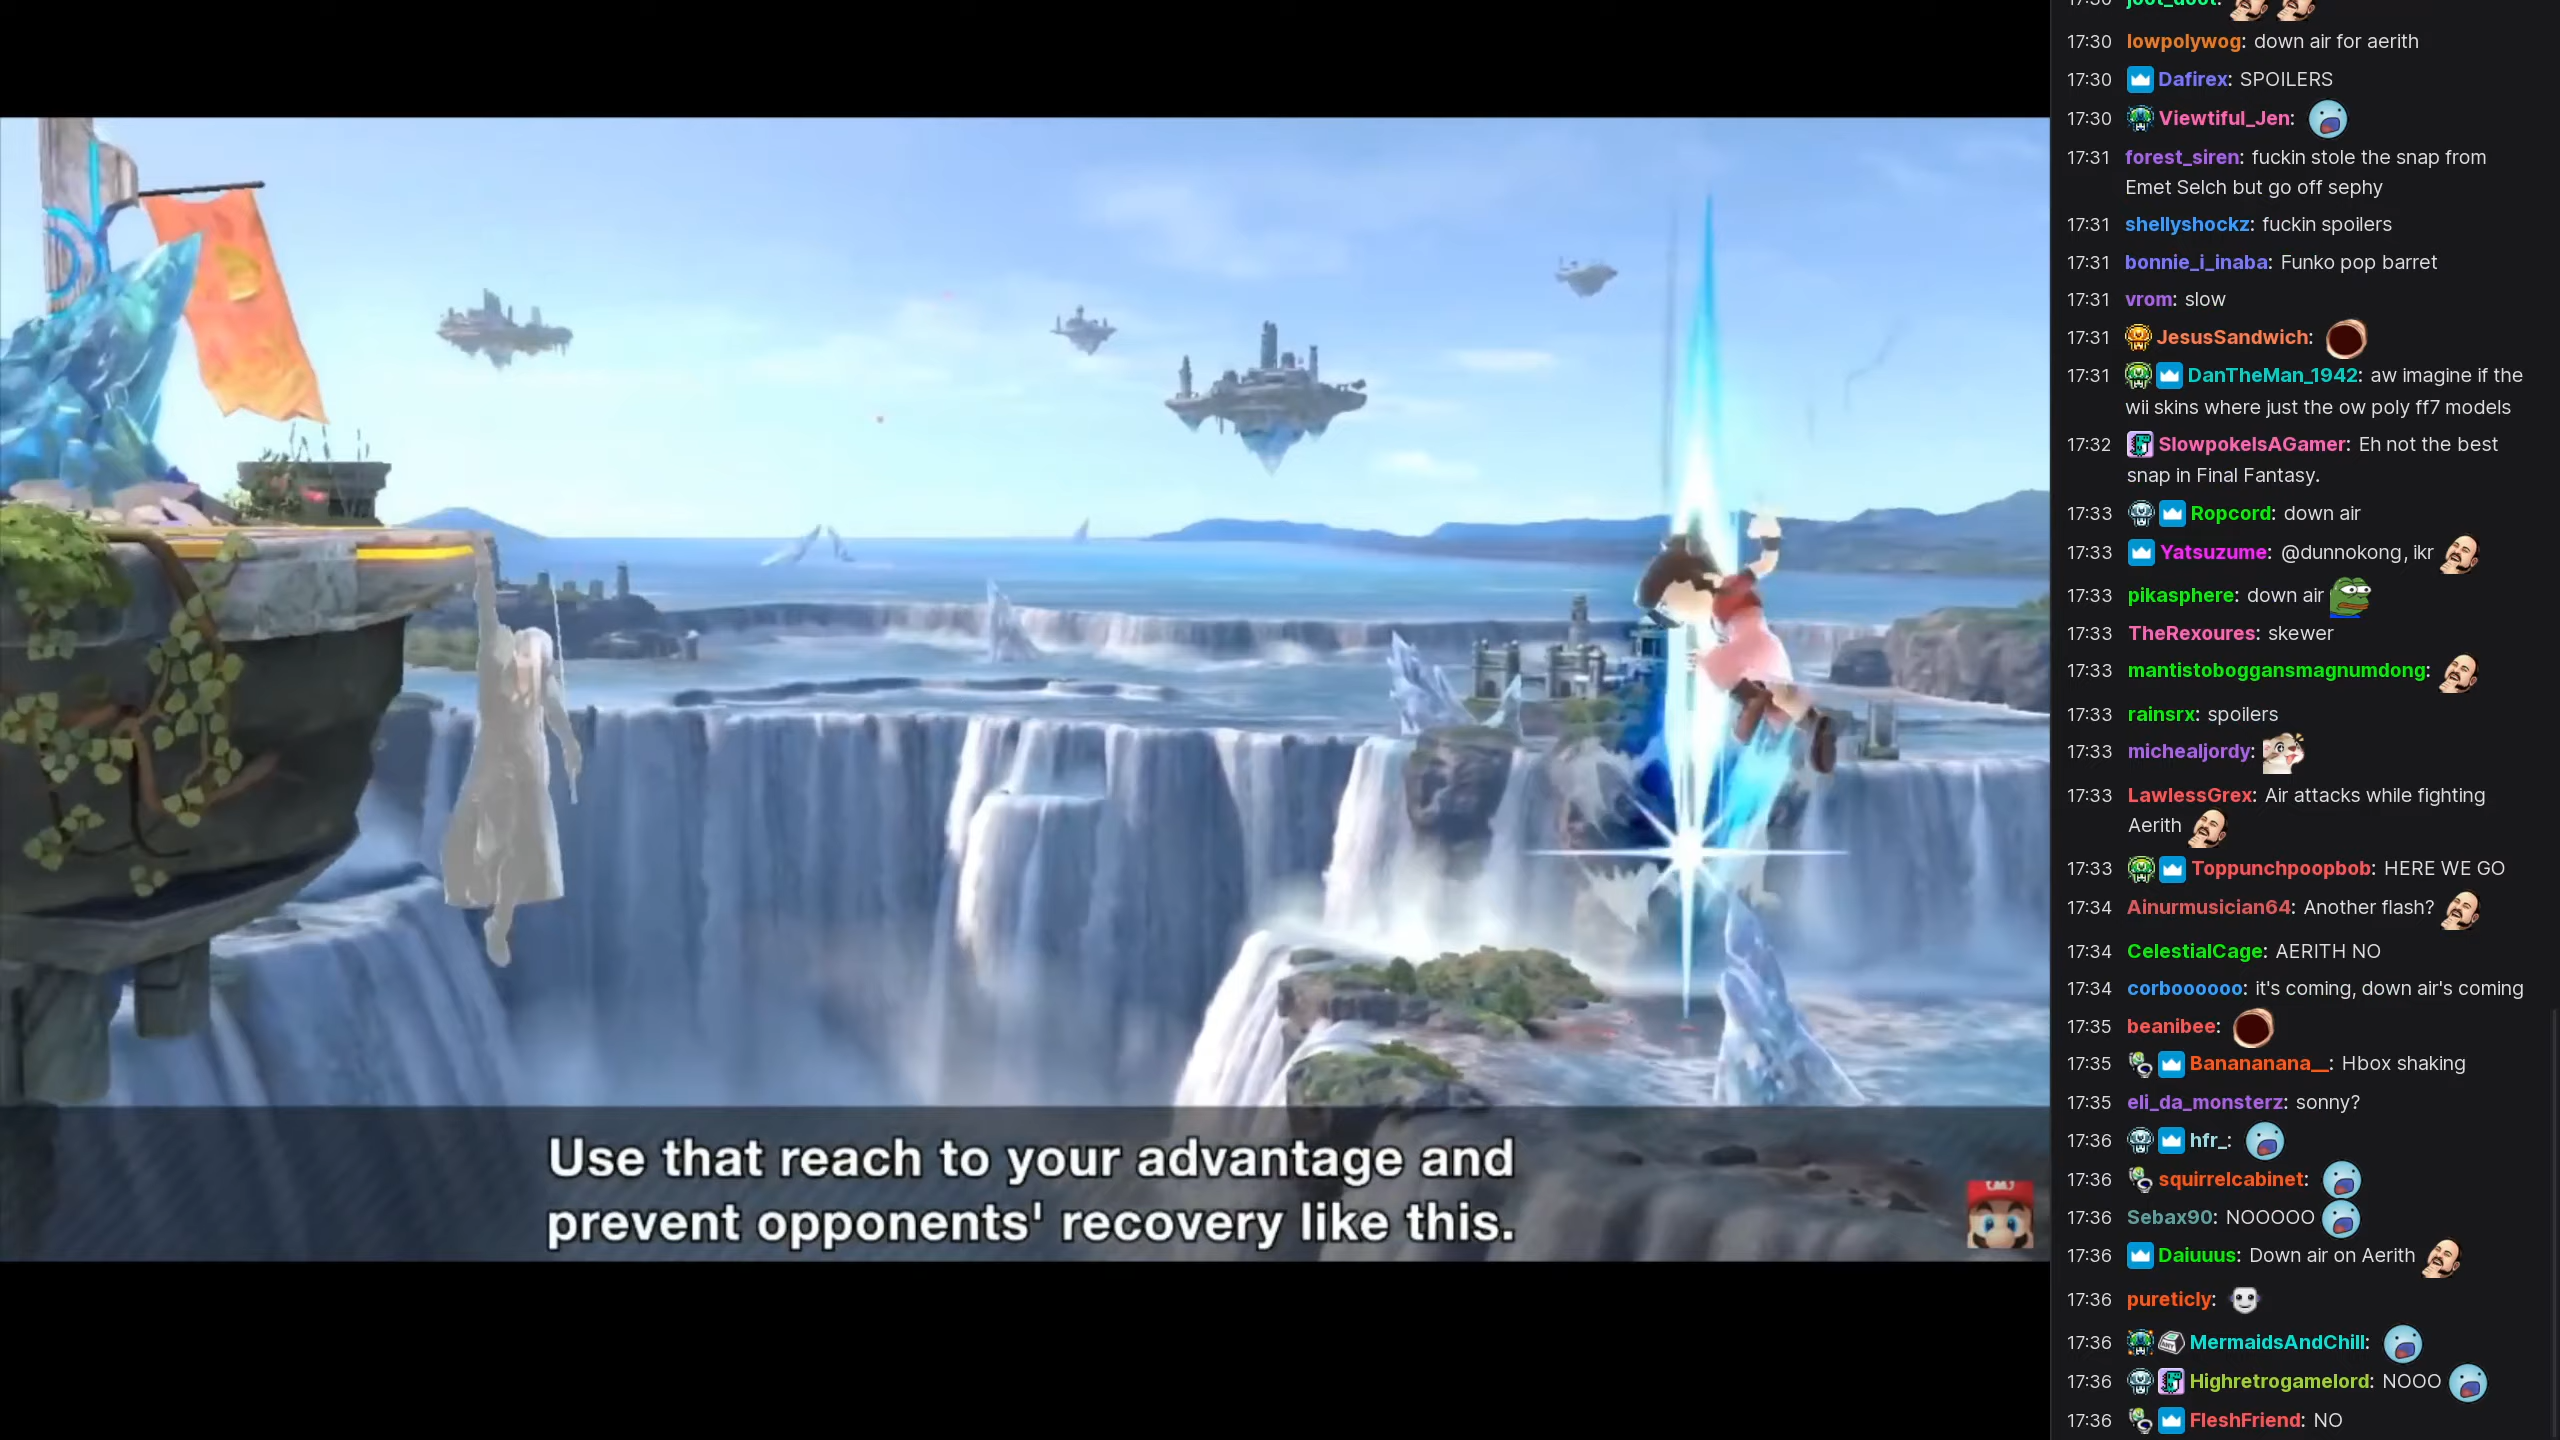 Use that reach to your advantage and
prevent opponents' recovery like this.
17:30 lowpolywog: down air for aerith
17:30 Dafirex: SPOILERS
17:30 Viewtiful_Jen:
17:31 forest_siren: fuckin stole the snap from
Emet Selch but go off sephy
17:31 shellyshockz: fuckin spoilers
17:31 bonnie_i_inaba: Funko pop barret
17:31 vrom: slow
17:31 JesusSandwich:
17:31 DanTheMan_1942: aw imagine if the
wii skins where just the ow poly ff7 models
17:32 SlowpokeIsAGamer: Eh not the best
snap in Final Fantasy.
17:33 Ropcord: down air
17:33 Yatsuzume: @dunnokong, ikr
17:33 pikasphere: down air
17:33 TheRexoures: skewer
17:33 mantistoboggansmagnumdong:
17:33 rainsrx: spoilers
17:33 michealjordy:
17:33 LawlessGrex: Air attacks while fighting
Aerith
17:33 Toppunchpoopbob: HERE WE GO
17:34 Ainurmusician64: Another flash?
17:34 CelestialCage: AERITH NO
17:34 corboooooo: it's coming, down air's coming
17:35 beanibee:
17:35 Banananana__: Hbox shaking
17:35 eli_da_monsterz: sonny?
17:36 hfr_:
17:36 squirrelcabinet:
17:36 Sebax90: NOOOOO
17:36 Daiuuus: Down air on Aerith
17:36 pureticly:
17:36 MermaidsAndChill:
17:36 Highretrogamelord: NOOO
17:36 FleshFriend: NO